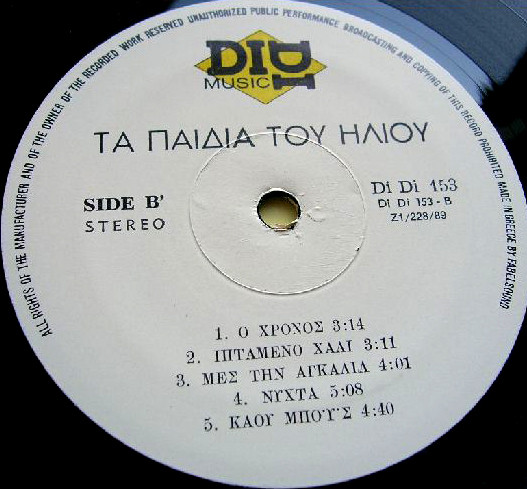 ALL RIGHTS OF THE MANUFACTURER AND OF THE OWNER OF THE RECORDED WORK RESERVED UNAUTHORIZED PUBLIC PERFORMANCE BROADCASTING AND COPYING OF THIS RECORD PROHIBITED MADE IN GREECE BY FABELSOUND
DIDI
MUSIC
ΤΑ ΠΑΙΔΙΑ ΤΟΥ ΗΛΙΟΥ
SIDE B'
STEREO
Di Di 153
Di Di 153 - B
Z1/228/89
1. Ο ΧΡΟΝΟΣ 3:14
2. ΙΠΤΑΜΕΝΟ ΧΑΛΙ 3:11
3. ΜΕΣ ΤΗΝ ΑΓΚΑΛΙΑ 4:01
4. ΝΥΧΤΑ 5:08
5. ΚΑΟΥ ΜΠΟΫ́Σ 4:40